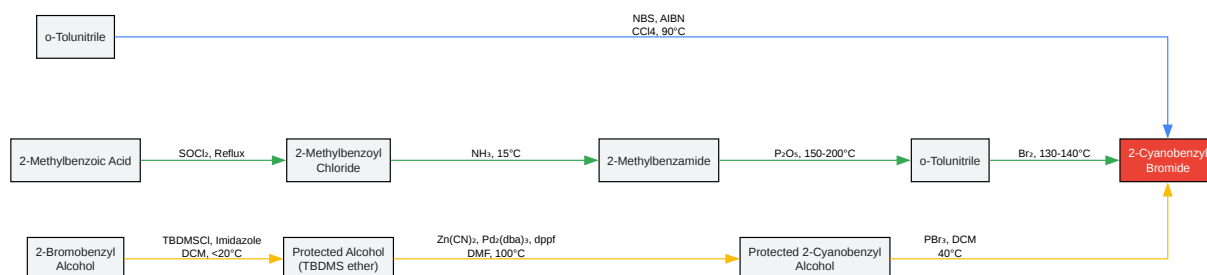 NBS, AIBN
CCl4, 90°C
o-Tolunitrile
2-Methylbenzoic Acid
SOCl₂, Reflux
2-Methylbenzoyl
Chloride
NH₃, 15°C
2-Methylbenzamide
P₂O₅, 150-200°C
o-Tolunitrile
Br₂, 130-140°C
2-Cyanobenzyl
Bromide
2-Bromobenzyl
Alcohol
TBDMSCl, Imidazole
DCM, <20°C
Protected Alcohol
(TBDMS ether)
Zn(CN)₂, Pd₂(dba)₃, dppf
DMF, 100°C
Protected 2-Cyanobenzyl
Alcohol
PBr₃, DCM
40°C